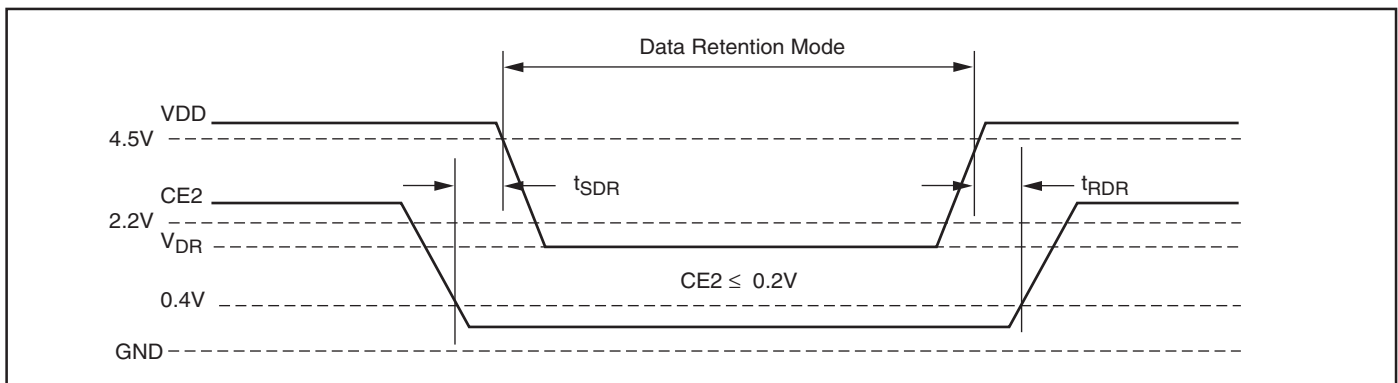 Data Retention Mode
VDD
4.5V
tSDR
tRDR
CE2
2.2V
VDR
CE2 ≤ 0.2V
0.4V
GND